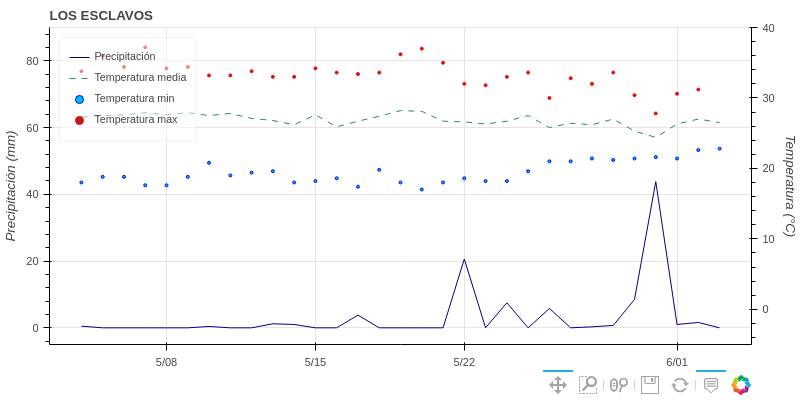 LOS ESCLAVOS
Precipitación
Temperatura media
Temperatura min
Temperatura max
Precipitación (mm)
80
60
40
20
0
Temperatura (°C)
40
30
20
10
0
5/08
5/15
5/22
6/01